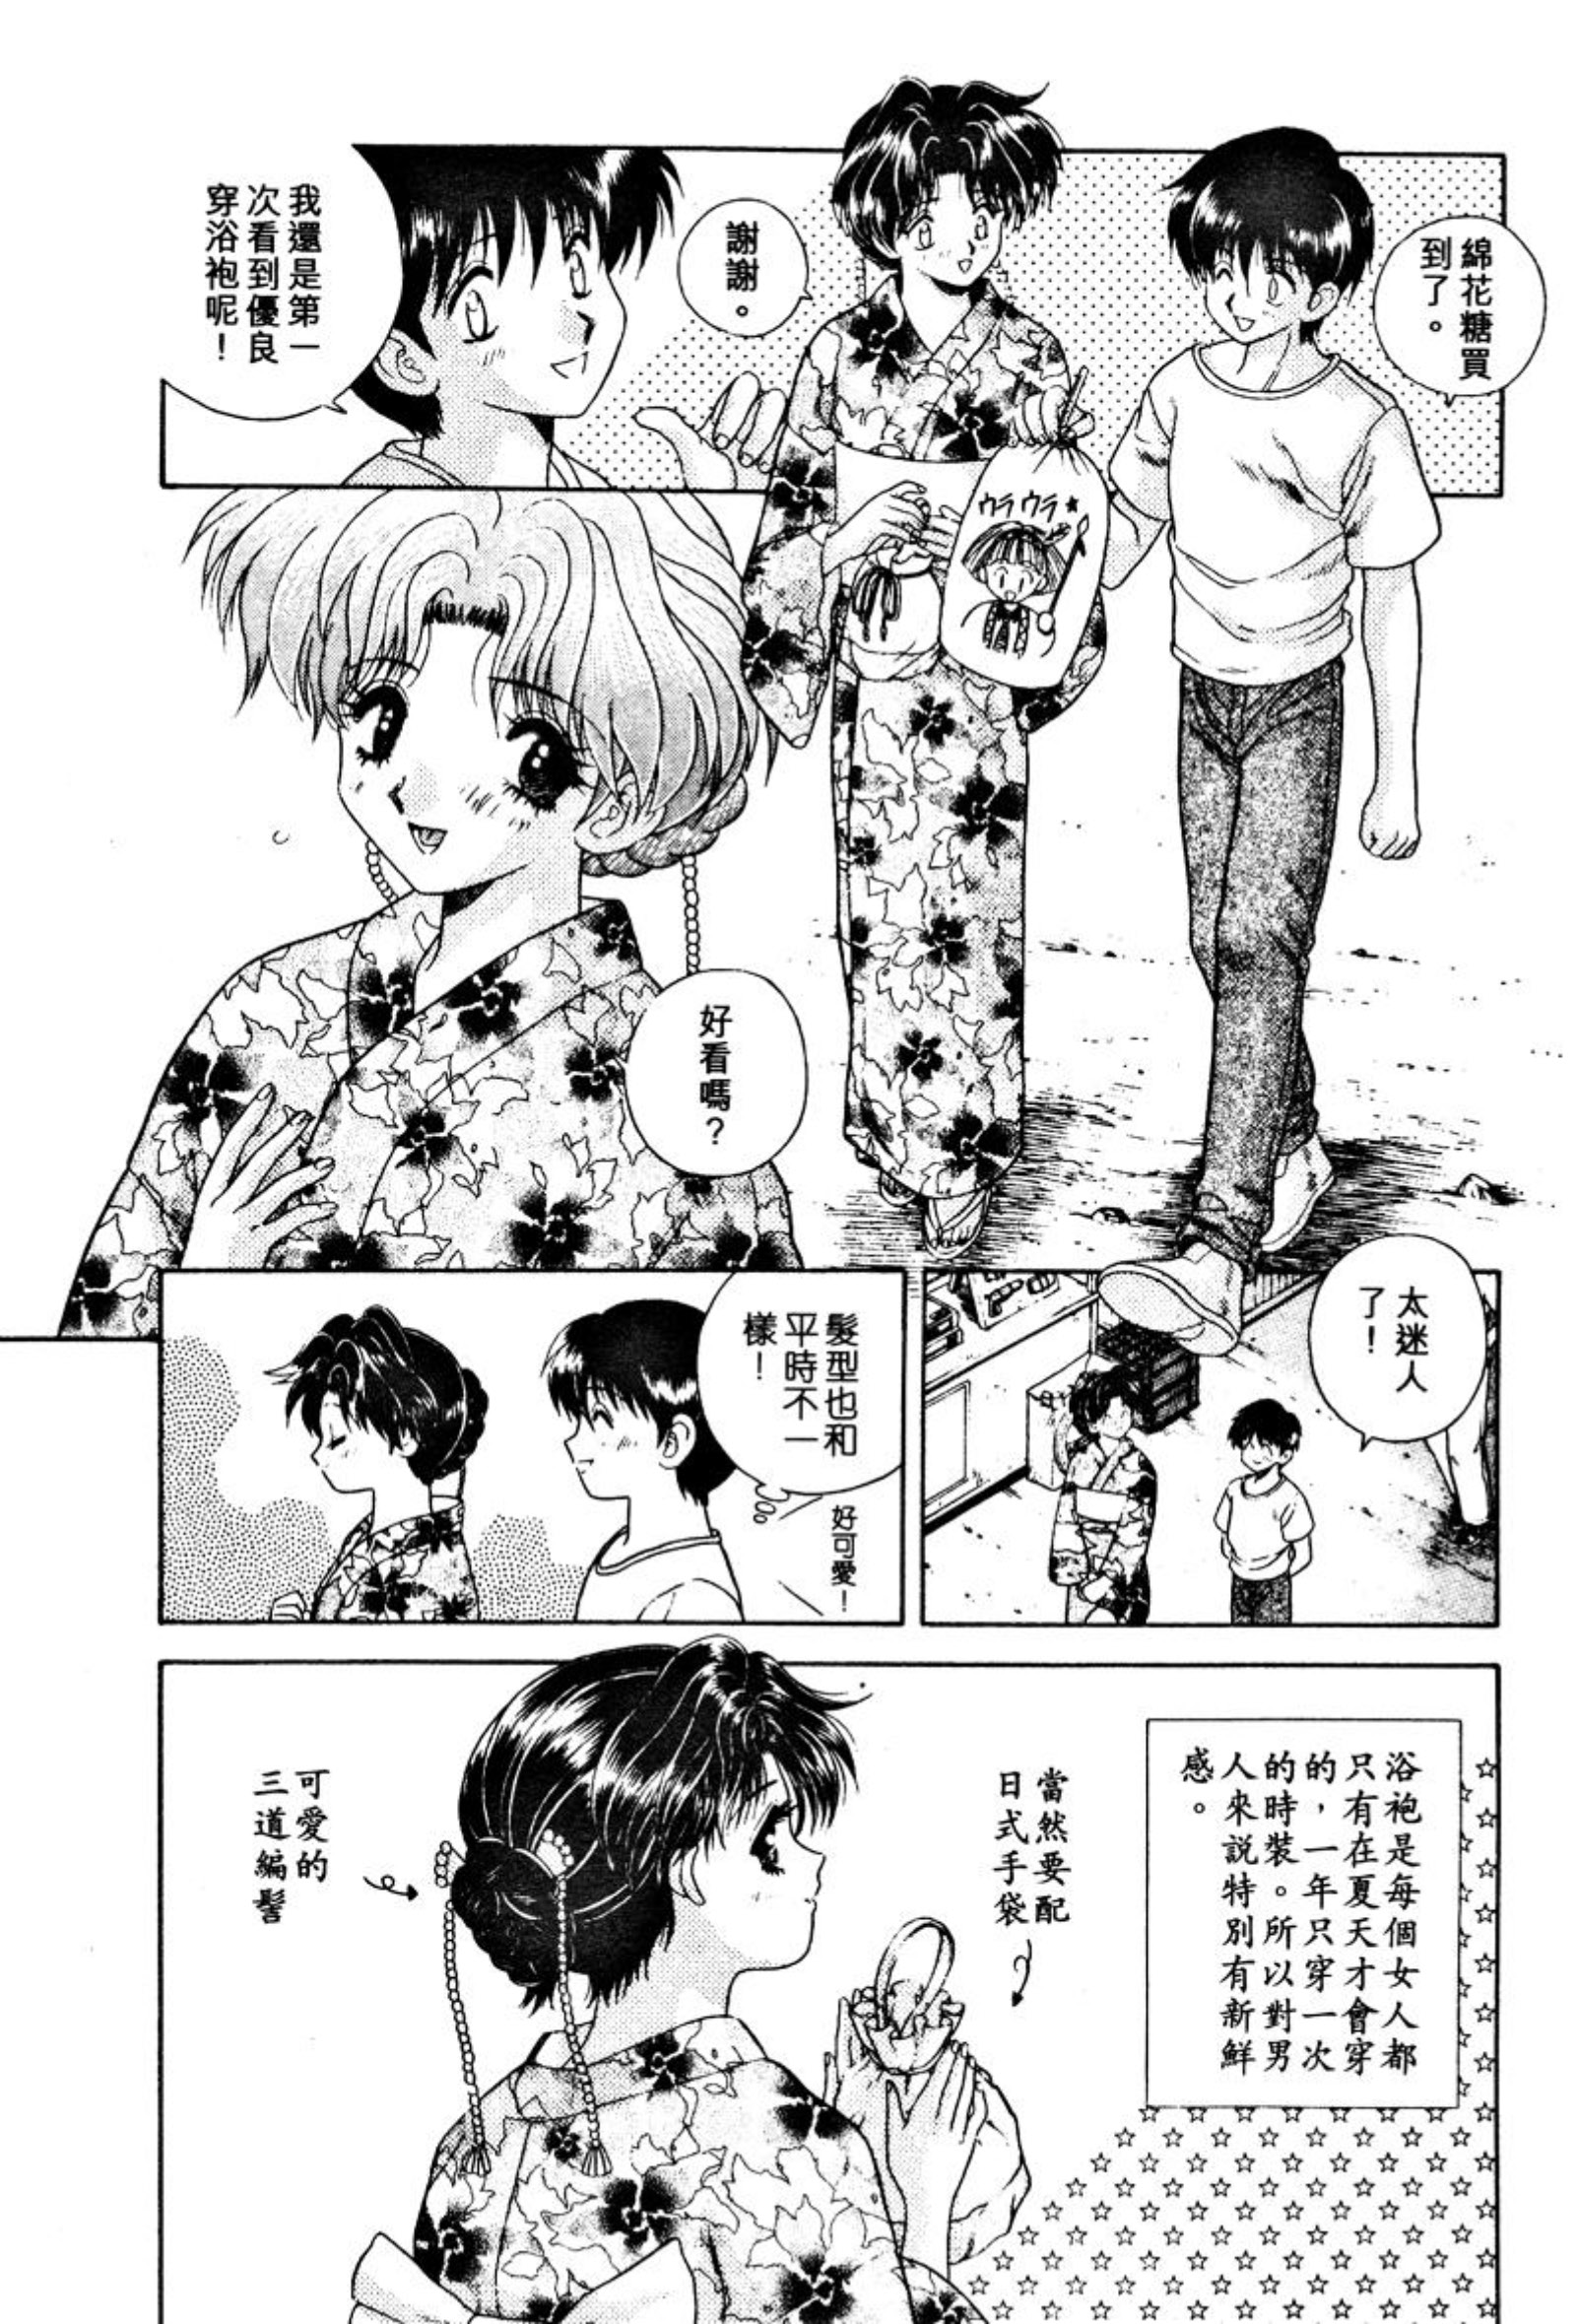 綿花糖買
到了。
謝謝。
我還是第一
次看到優良
穿浴袍呢！
ウラウラ☆
好看嗎？
太迷人
了！
髮型也和
平時不一
樣！
好可愛！
浴袍是每個女人都
只有在夏天才會穿
的，一年只穿一次
的時裝。所以對男
人來説特別有新鮮
感。
當然要配
日式手袋
可愛的
三道編髻